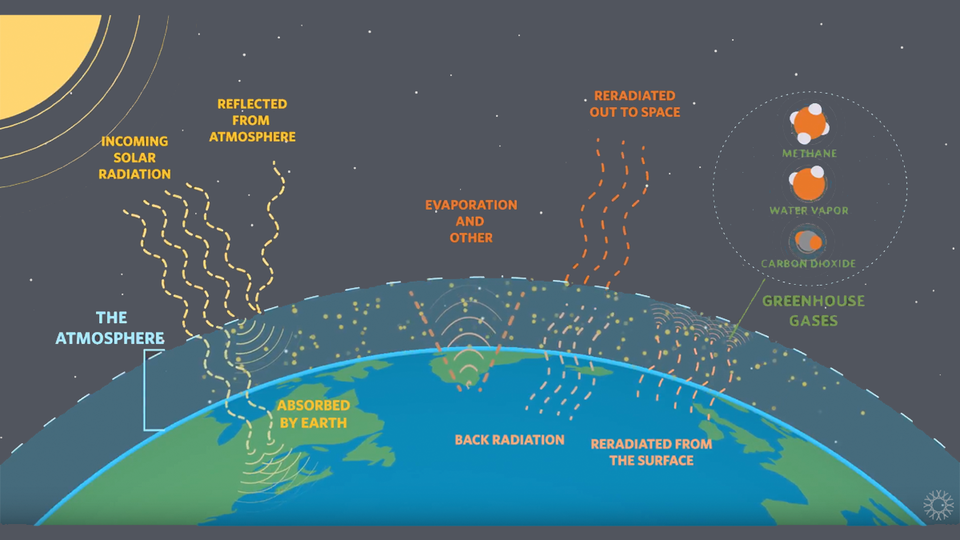 REFLECTED
FROM
ATMOSPHERE
INCOMING
SOLAR
RADIATION
RERADIATED
OUT TO SPACE
METHANE
WATER VAPOR
CARBON DIOXIDE
EVAPORATION
AND
OTHER
GREENHOUSE
GASES
THE
ATMOSPHERE
ABSORBED
BY EARTH
BACK RADIATION
RERADIATED FROM
THE SURFACE